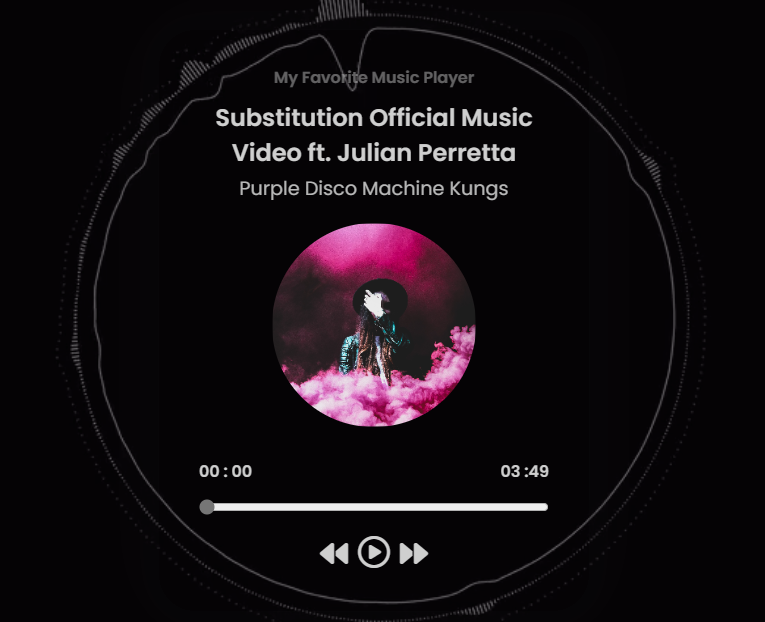 My Favorite Music Player
Substitution Official Music
Video ft. Julian Perretta
Purple Disco Machine Kungs
00 : 00
03 :49